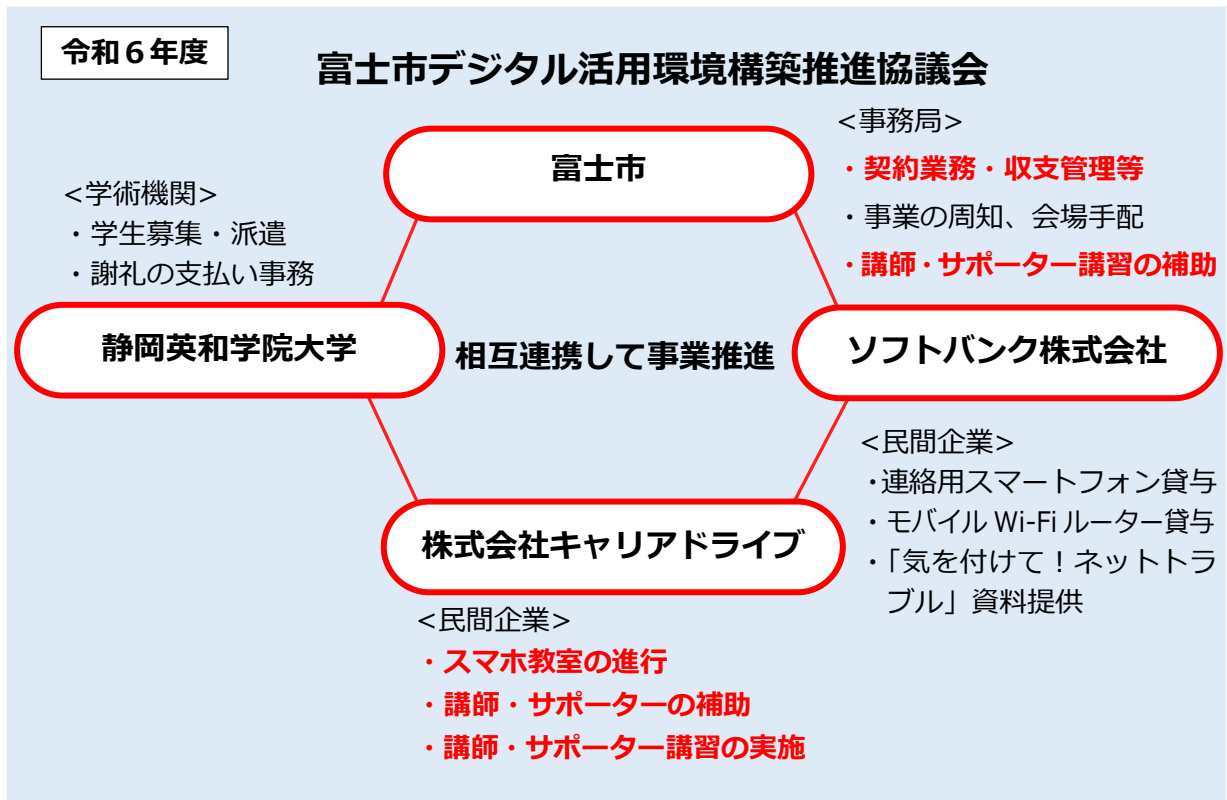 令和６年度
富士市デジタル活用環境構築推進協議会
富士市
<事務局>
・契約業務・収支管理等
・事業の周知、会場手配
・講師・サポーター講習の補助
<学術機関>
・学生募集・派遣
・謝礼の支払い事務
静岡英和学院大学
相互連携して事業推進
ソフトバンク株式会社
<民間企業>
・連絡用スマートフォン貸与
・モバイル Wi-Fi ルーター貸与
・「気を付けて！ネットトラ
ブル」資料提供
株式会社キャリアドライブ
<民間企業>
・スマホ教室の進行
・講師・サポーターの補助
・講師・サポーター講習の実施